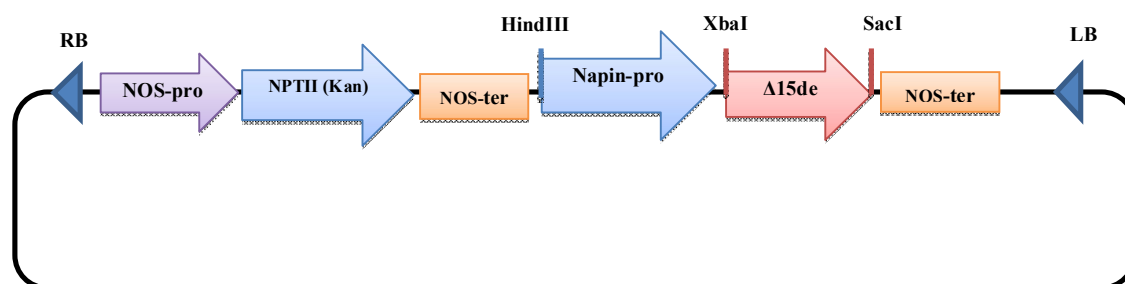 HindIII XbaI SacI
RB LB
NOS-pro NPTII (Kan) NOS-ter Napin-pro Δ15de NOS-ter